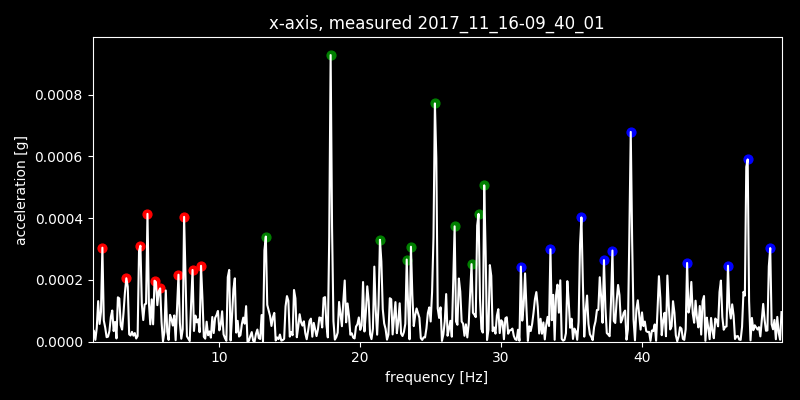 x-axis, measured 2017_11_16-09_40_01
acceleration [g]
0.0008
0.0006
0.0004
0.0002
0.0000
10 20 30 40
frequency [Hz]